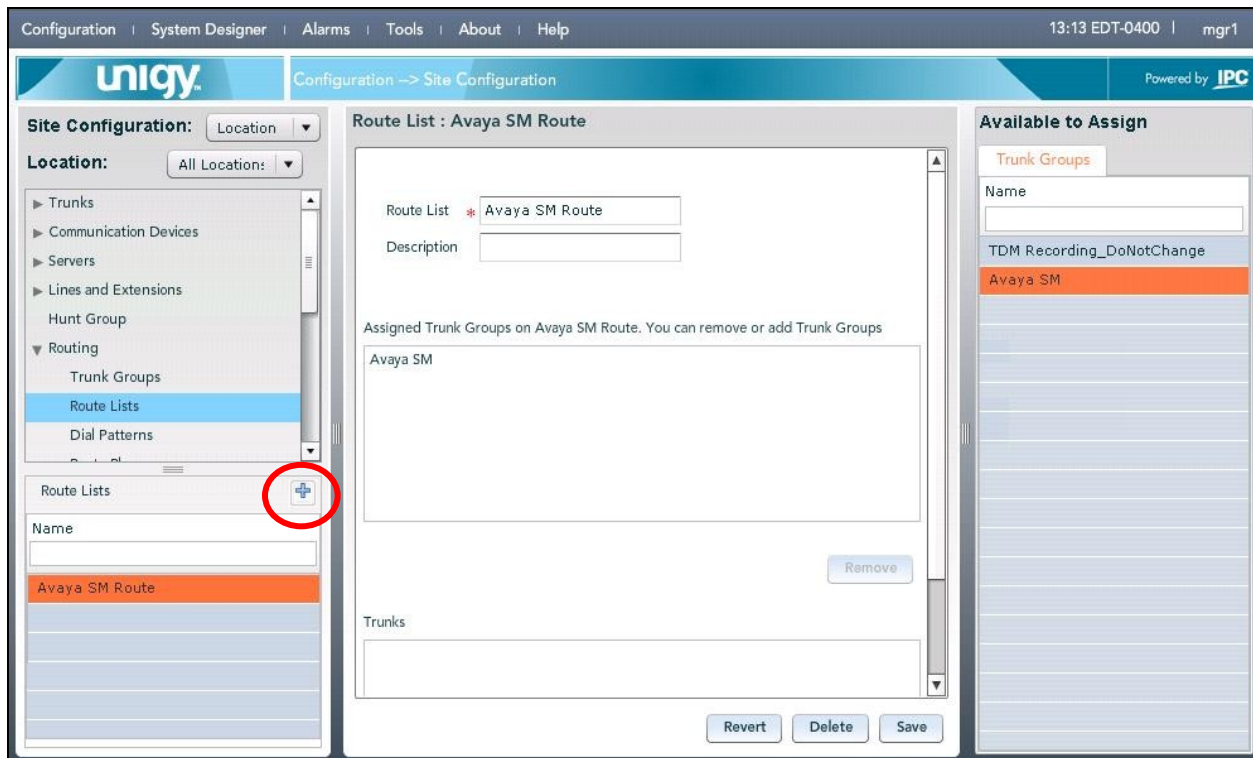 Configuration | System Designer | Alarms | Tools | About | Help
13:13 EDT-0400 | mgr1
unigy
Configuration --> Site Configuration
Powered by IPC
Site Configuration: Location
Location: All Location:
Trunks
Communication Devices
Servers
Lines and Extensions
Hunt Group
Routing
Trunk Groups
Route Lists
Dial Patterns
Route Lists
Name
Avaya SM Route
Route List : Avaya SM Route
Route List * Avaya SM Route
Description
Assigned Trunk Groups on Avaya SM Route. You can remove or add Trunk Groups
Avaya SM
Remove
Trunks
Revert Delete Save
Available to Assign
Trunk Groups
Name
TDM Recording_DoNotChange
Avaya SM